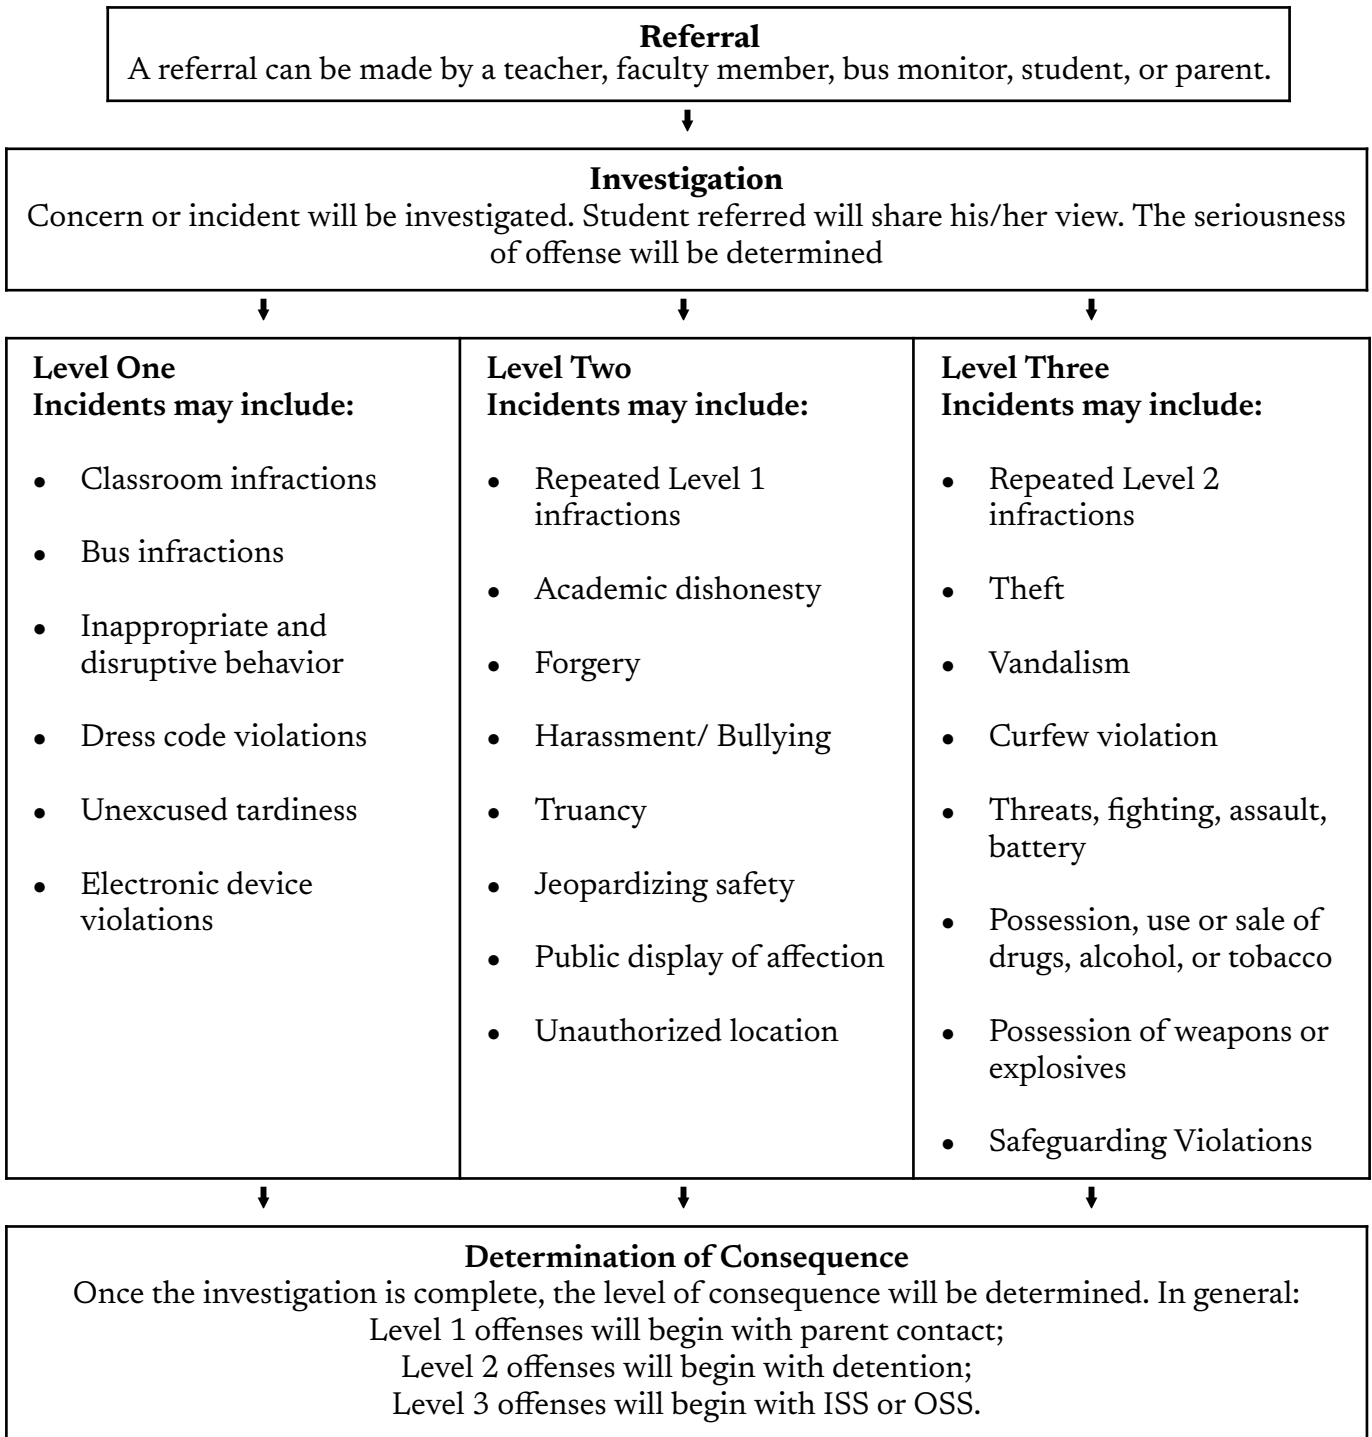 Referral
A referral can be made by a teacher, faculty member, bus monitor, student, or parent.
Investigation
Concern or incident will be investigated. Student referred will share his/her view. The seriousness
of offense will be determined
Level One
Incidents may include:
• Classroom infractions
• Bus infractions
• Inappropriate and
disruptive behavior
• Dress code violations
• Unexcused tardiness
• Electronic device
violations
Level Two
Incidents may include:
• Repeated Level 1
infractions
• Academic dishonesty
• Forgery
• Harassment/ Bullying
• Truancy
• Jeopardizing safety
• Public display of affection
• Unauthorized location
Level Three
Incidents may include:
• Repeated Level 2
infractions
• Theft
• Vandalism
• Curfew violation
• Threats, fighting, assault,
battery
• Possession, use or sale of
drugs, alcohol, or tobacco
• Possession of weapons or
explosives
• Safeguarding Violations
Determination of Consequence
Once the investigation is complete, the level of consequence will be determined. In general:
Level 1 offenses will begin with parent contact;
Level 2 offenses will begin with detention;
Level 3 offenses will begin with ISS or OSS.